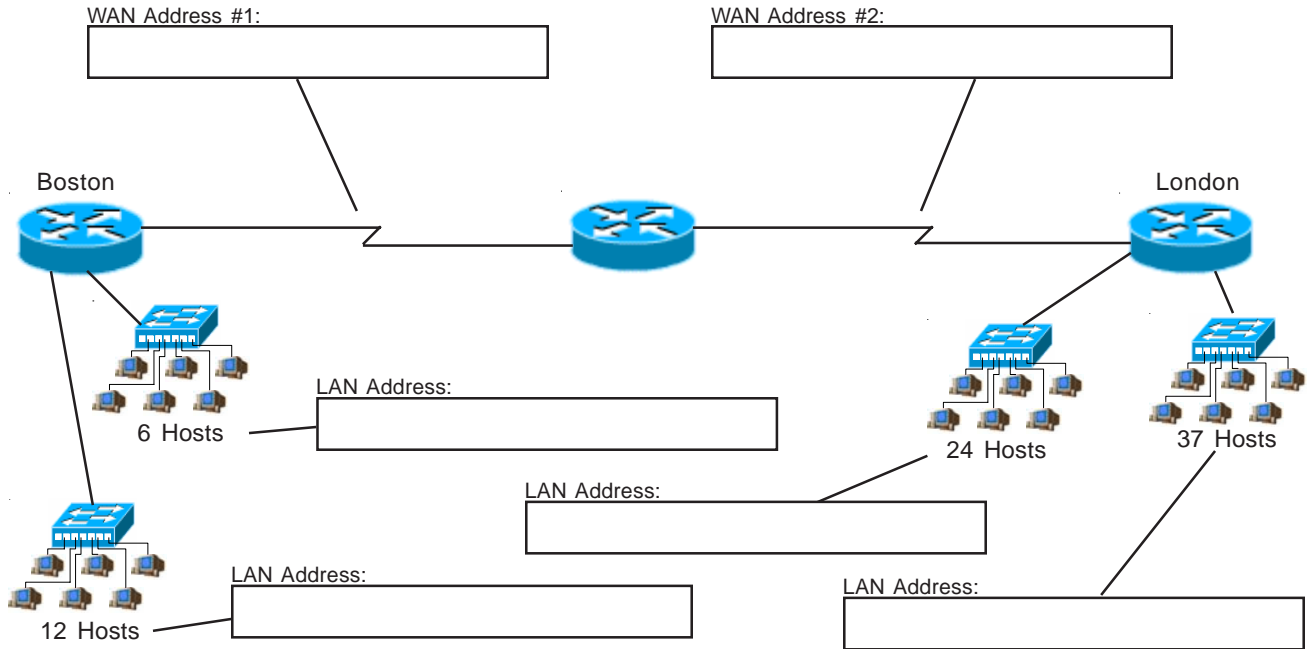 WAN Address #1:
WAN Address #2:
Boston
London
LAN Address:
6 Hosts
24 Hosts
37 Hosts
LAN Address:
LAN Address:
LAN Address:
12 Hosts